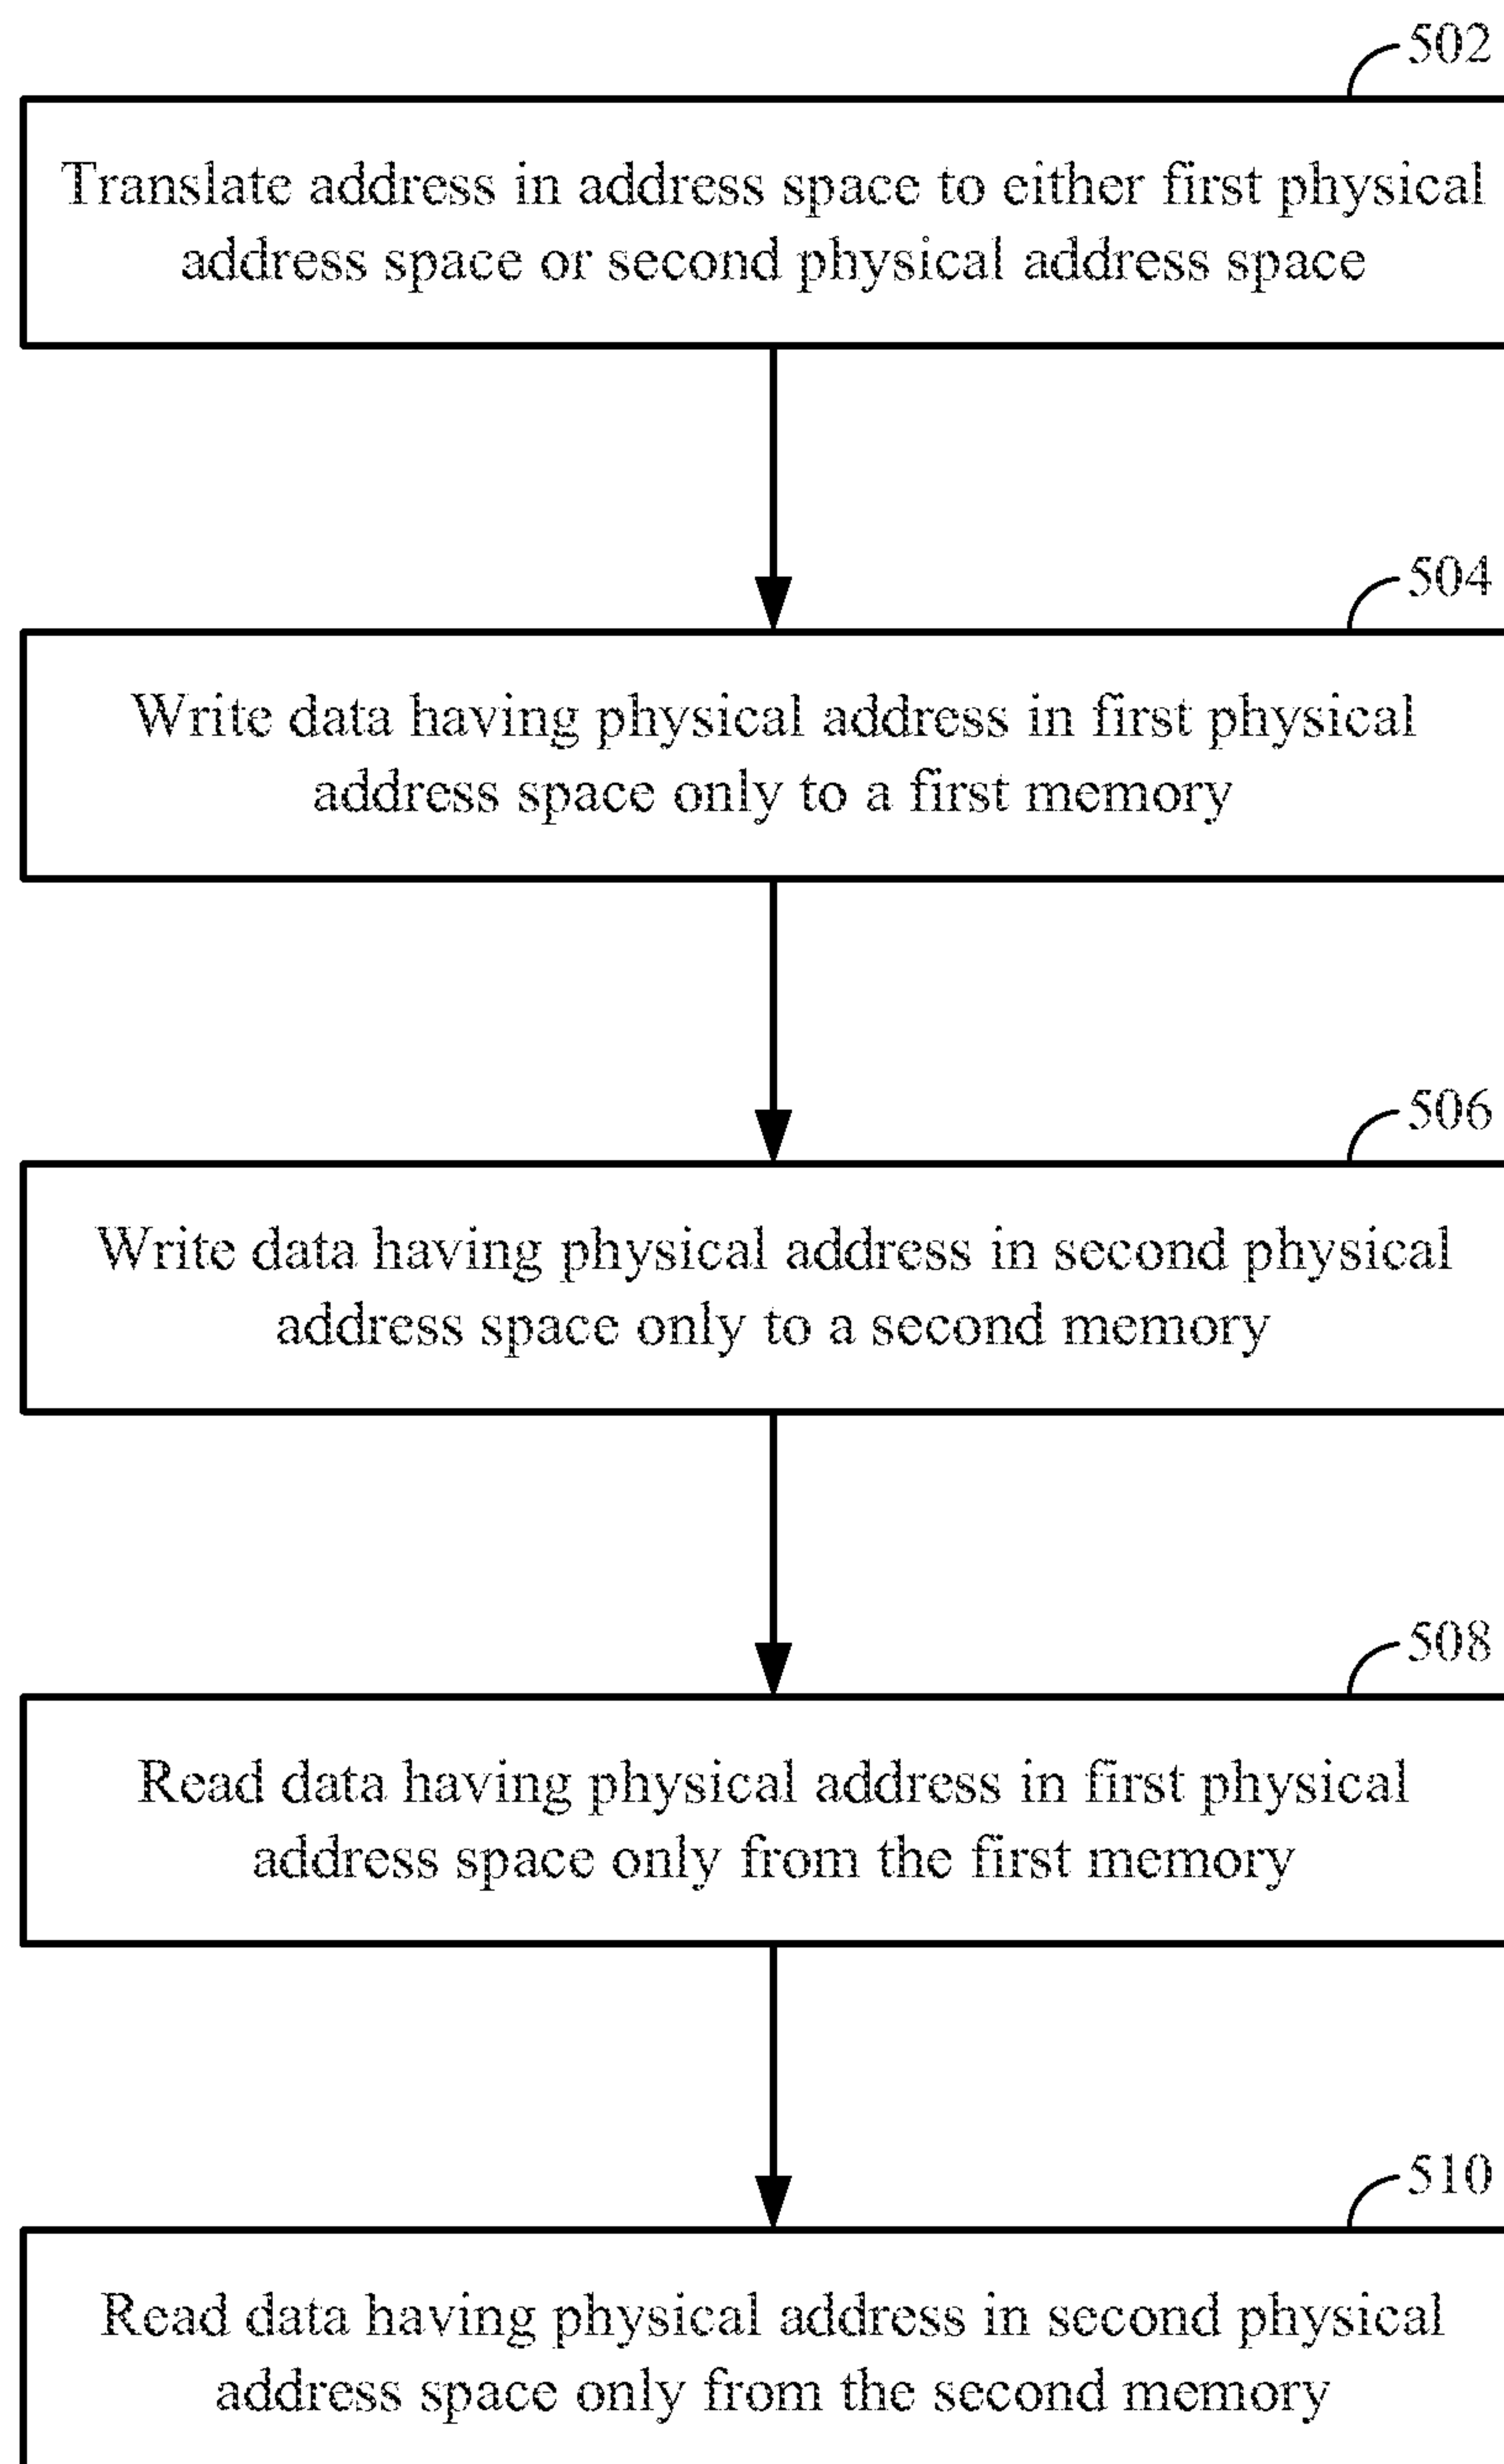 502
Translate address in address space to either first physical
address space or second physical address space
504
Write data having physical address in first physical
address space only to a first memory
506
Write data having physical address in second physical
address space only to a second memory
508
Read data having physical address in first physical
address space only from the first memory
510
Read data having physical address in second physical
address space only from the second memory